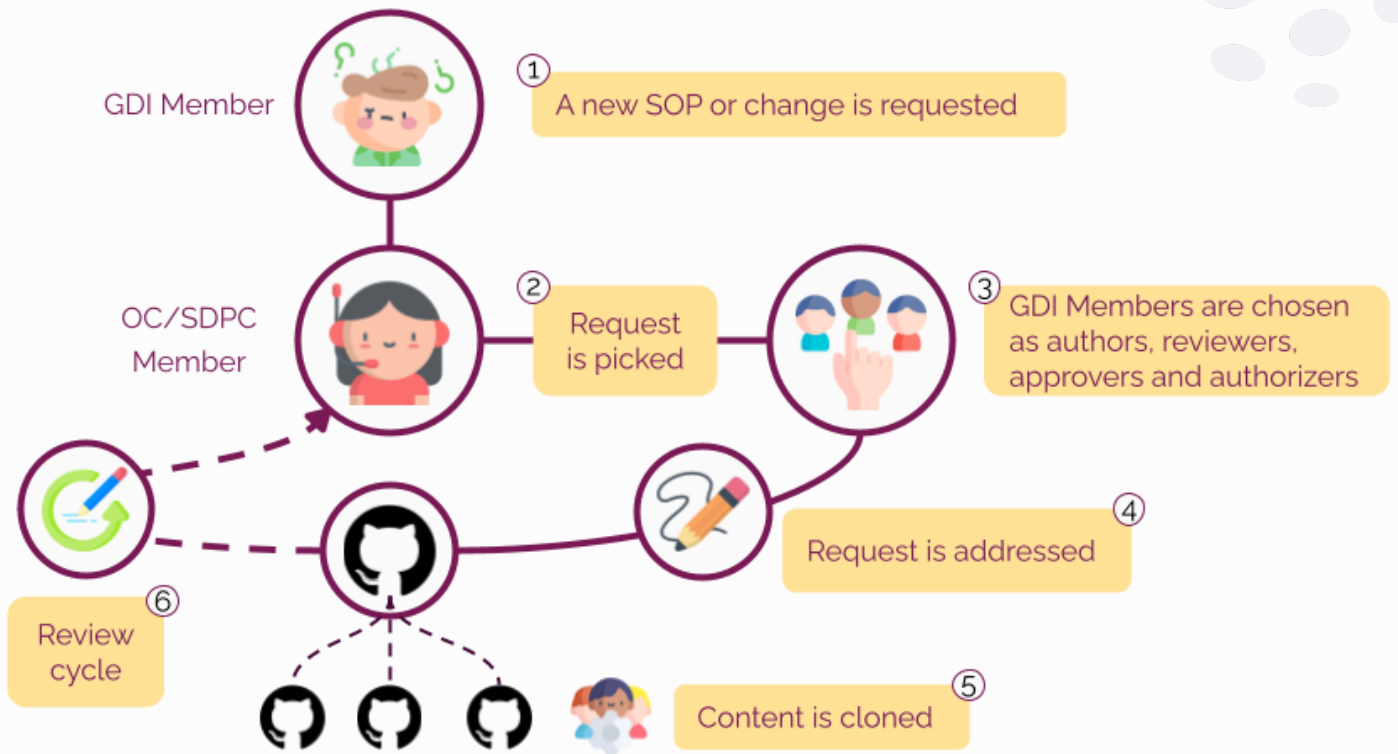 GDI Member
1
A new SOP or change is requested
OC/SDPC
Member
2
Request
is picked
3
GDI Members are chosen
as authors, reviewers,
approvers and authorizers
4
Request is addressed
6
Review
cycle
5
Content is cloned